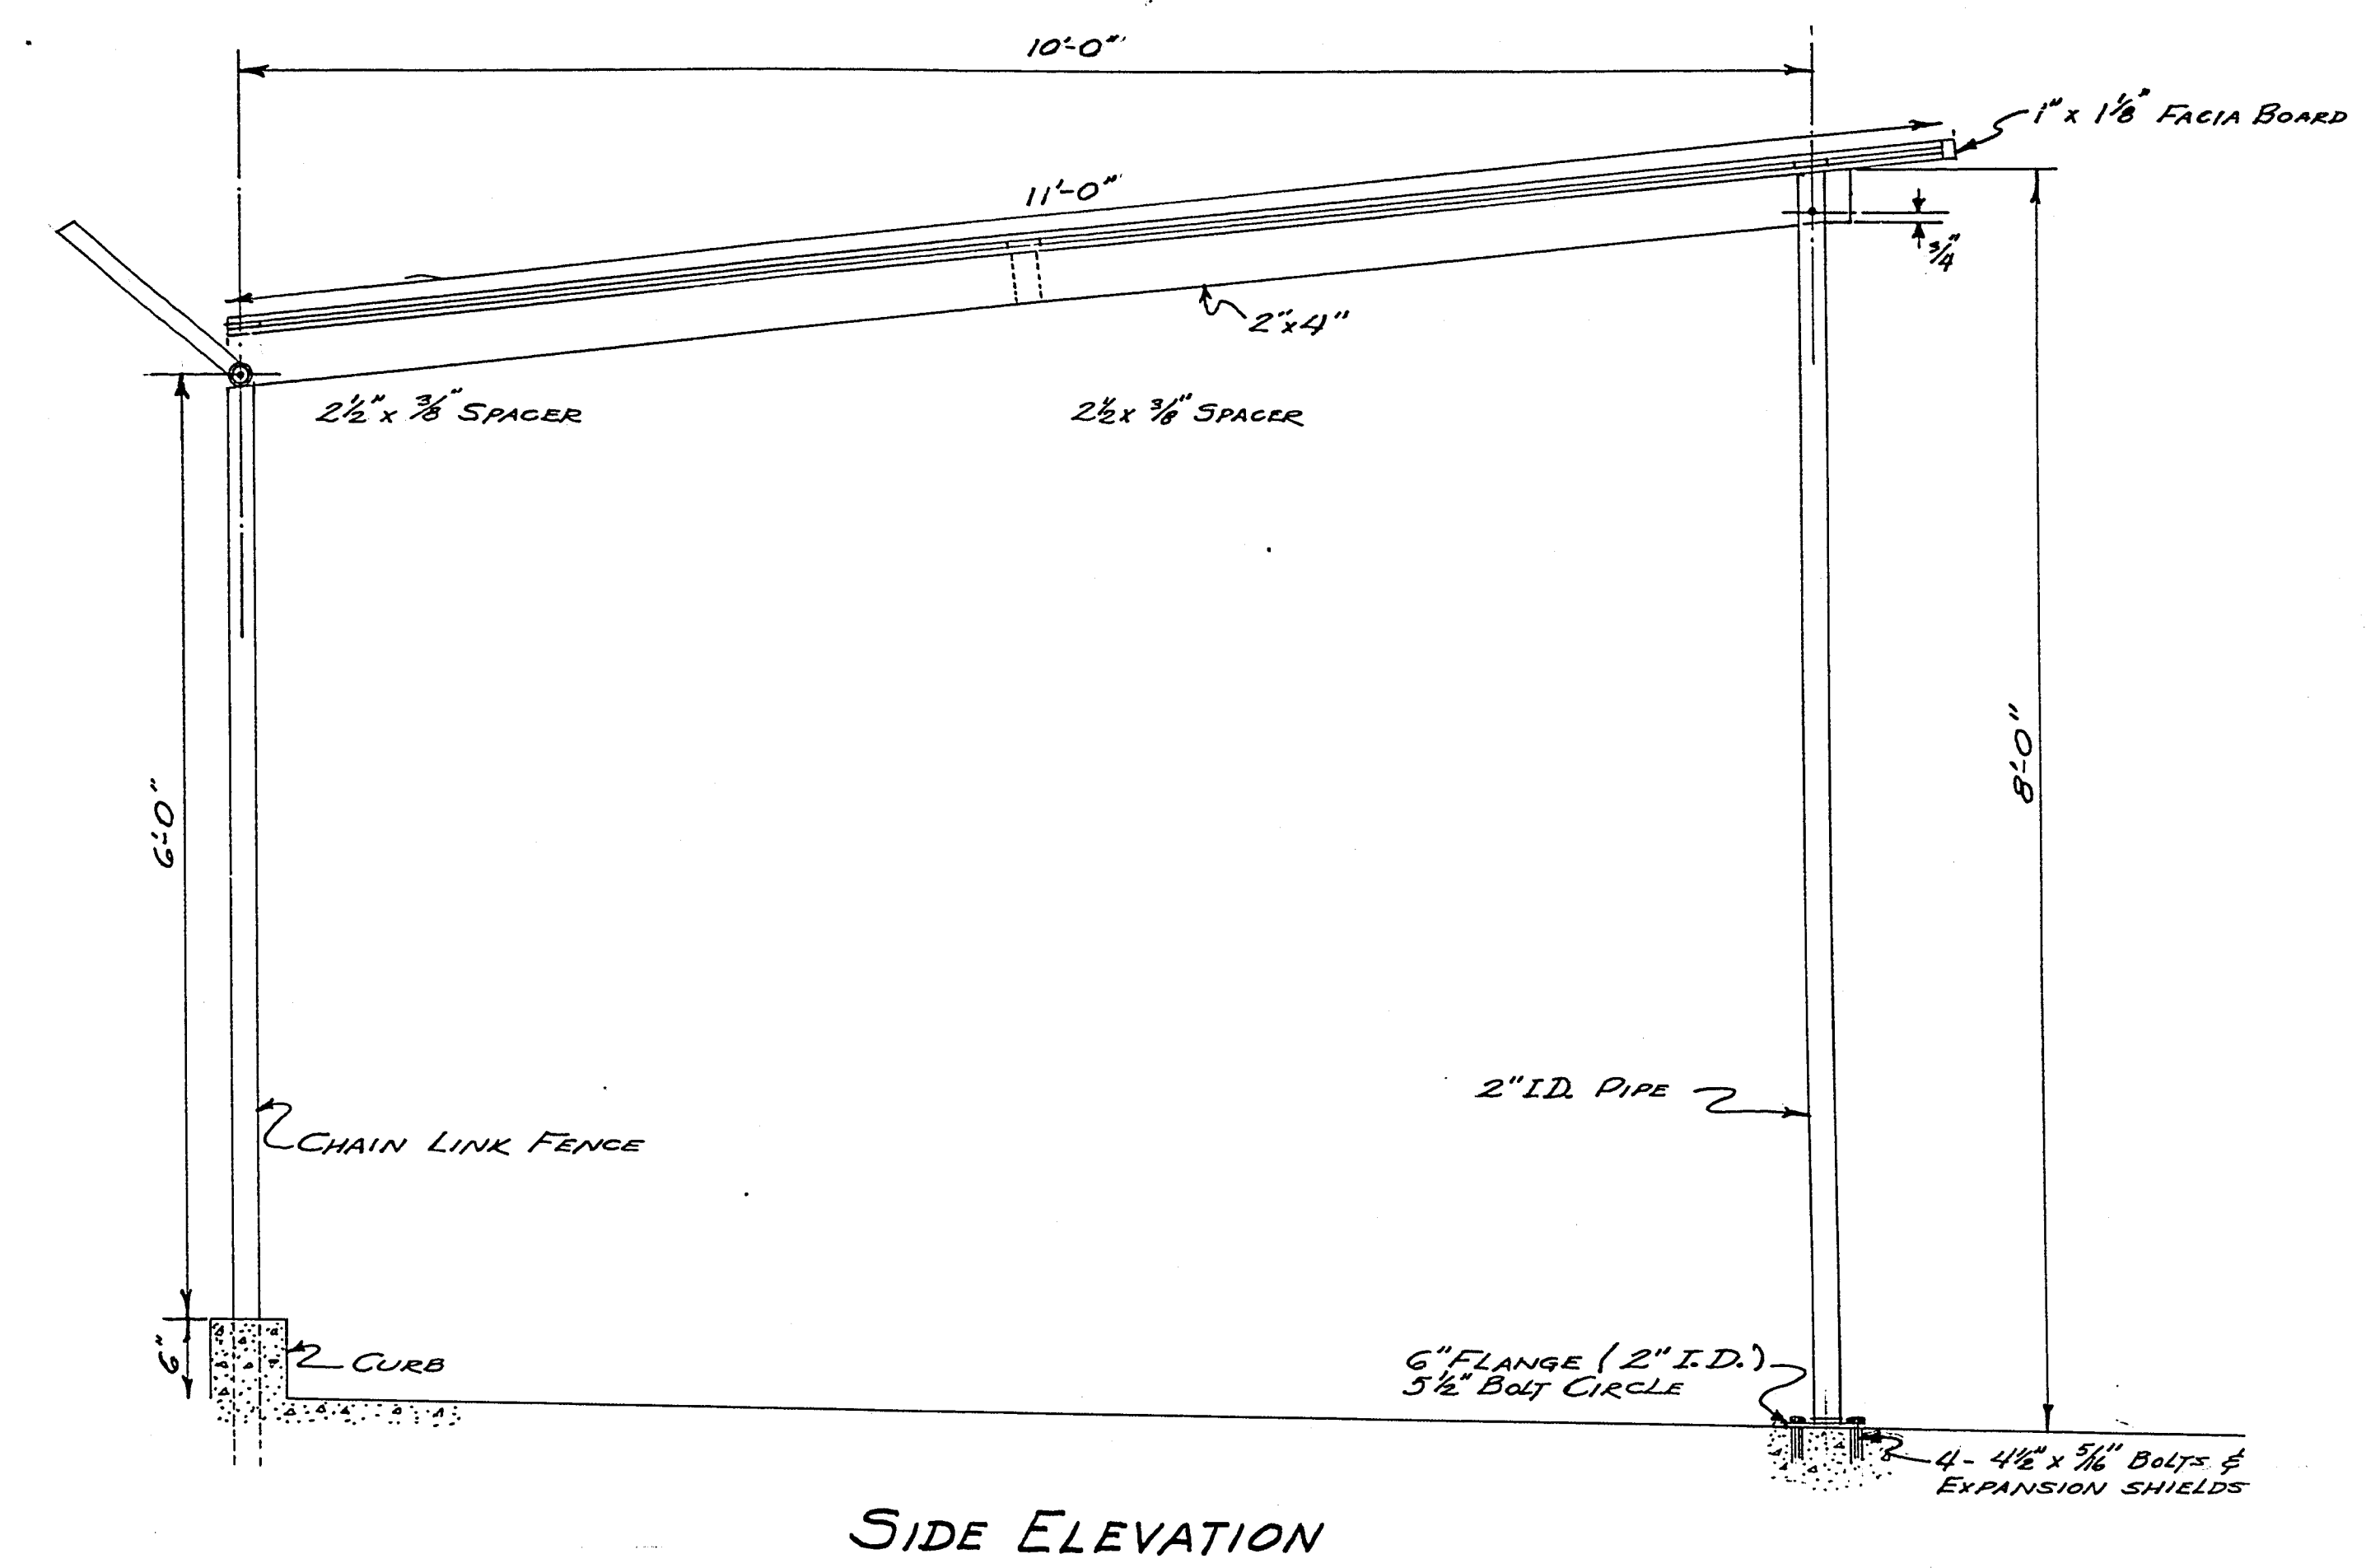 10'-0"
1" x 1 1/8" FACIA BOARD
11'-0"
3/4"
2" x 4"
2 1/2" x 3/8" SPACER
2 1/2 x 3/8" SPACER
6'-0"
8'-0"
2" I.D. PIPE
CHAIN LINK FENCE
6"
CURB
6" FLANGE ( 2" I.D.)
5 1/2" BOLT CIRCLE
4 - 4 1/2" x 5/16" BOLTS &
EXPANSION SHIELDS
SIDE ELEVATION